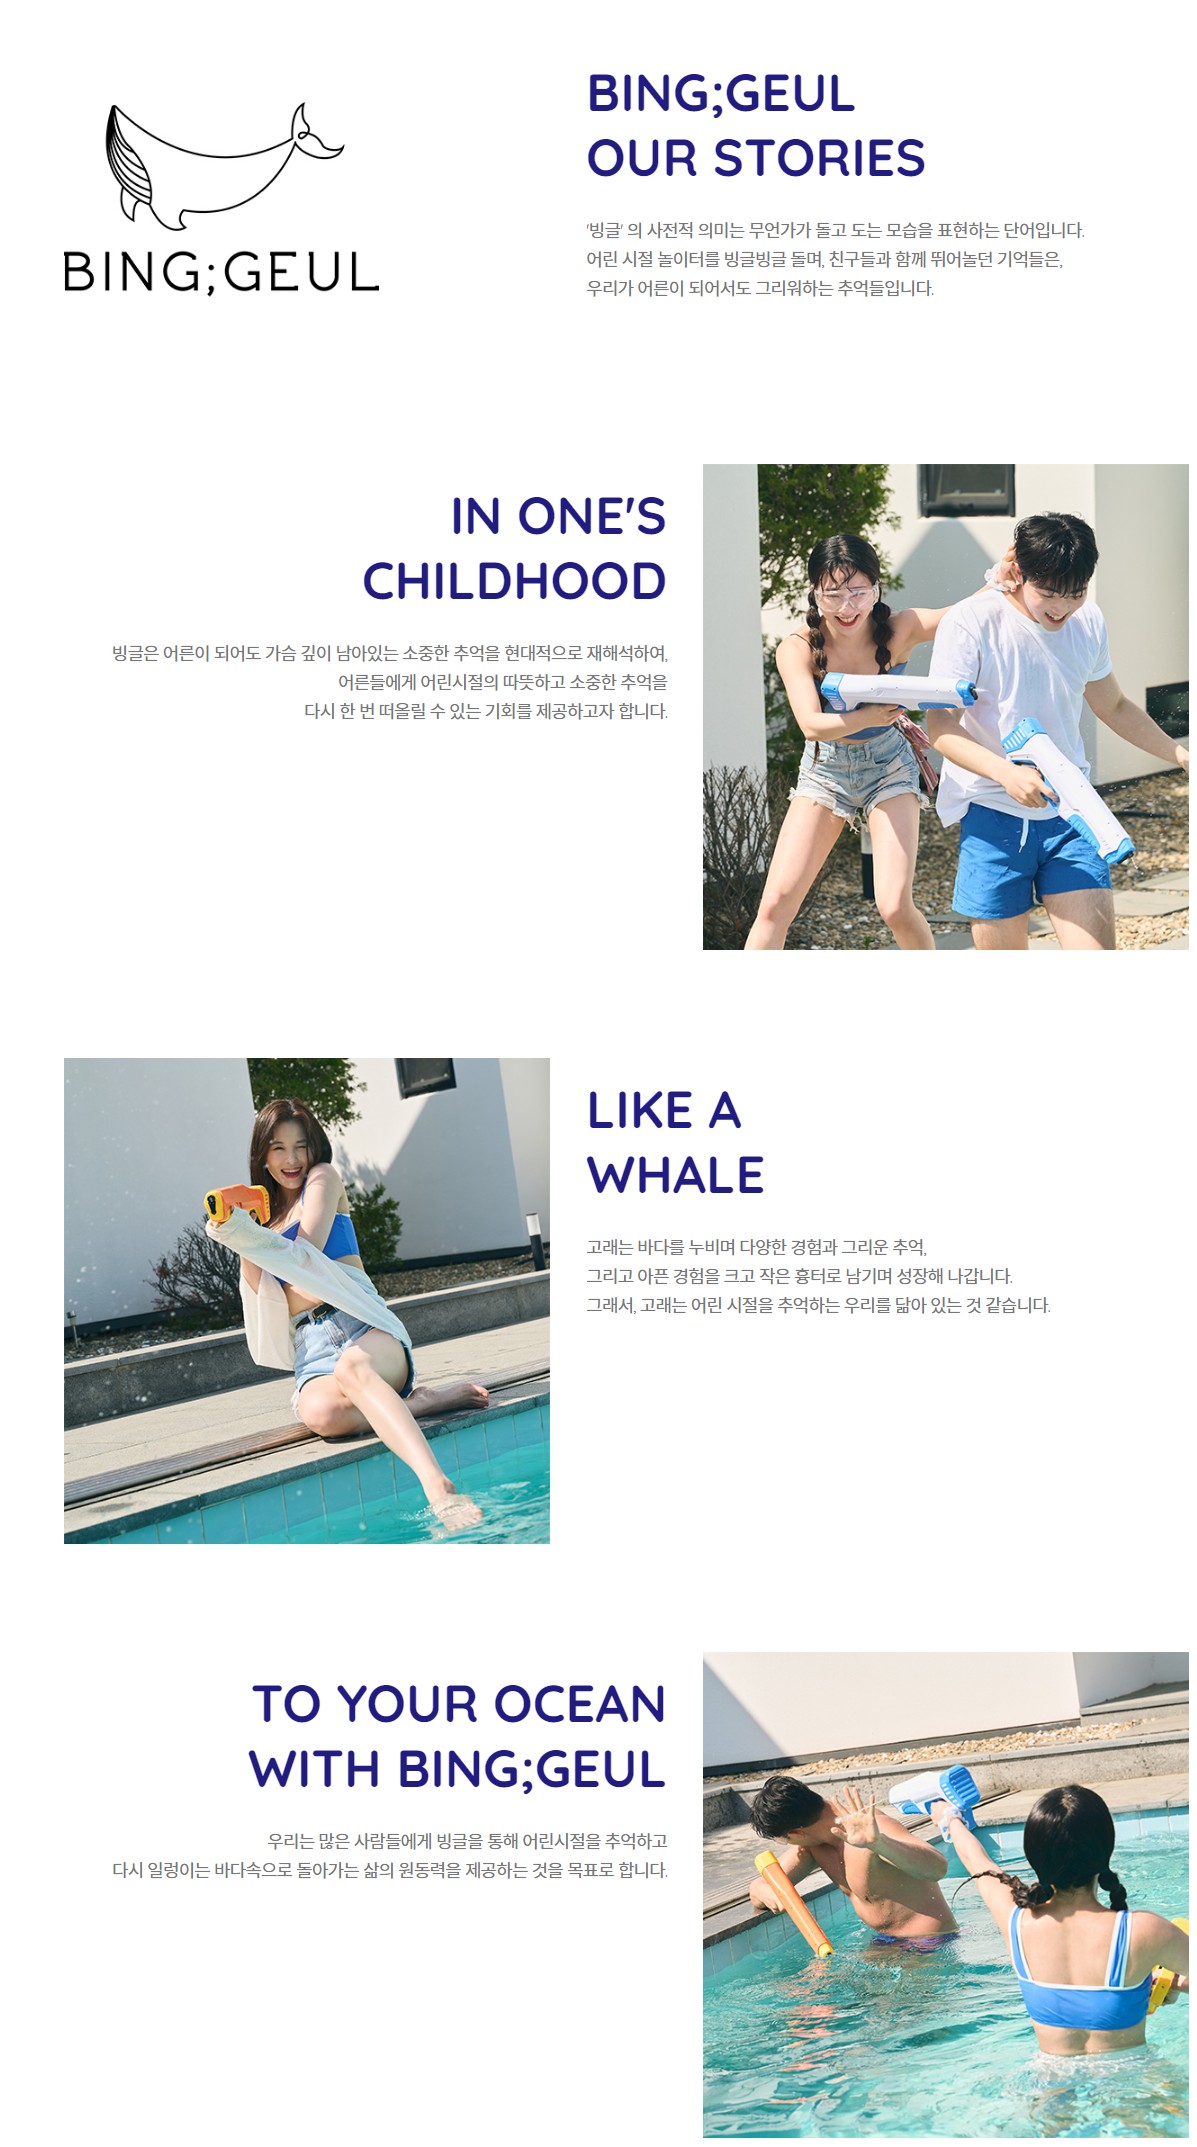 BING;GEUL
BING;GEUL
OUR STORIES
'빙글' 의 사전적 의미는 무언가가 돌고 도는 모습을 표현하는 단어입니다.
어린 시절 놀이터를 빙글빙글 돌며, 친구들과 함께 뛰어놀던 기억들은,
우리가 어른이 되어서도 그리워하는 추억들입니다.
IN ONE'S
CHILDHOOD
빙글은 어른이 되어도 가슴 깊이 남아있는 소중한 추억을 현대적으로 재해석하여,
어른들에게 어린시절의 따뜻하고 소중한 추억을
다시 한 번 떠올릴 수 있는 기회를 제공하고자 합니다.
LIKE A
WHALE
고래는 바다를 누비며 다양한 경험과 그리운 추억,
그리고 아픈 경험을 크고 작은 흉터로 남기며 성장해 나갑니다.
그래서, 고래는 어린 시절을 추억하는 우리를 닮아 있는 것 같습니다.
TO YOUR OCEAN
WITH BING;GEUL
우리는 많은 사람들에게 빙글을 통해 어린시절을 추억하고
다시 일렁이는 바다속으로 돌아가는 삶의 원동력을 제공하는 것을 목표로 합니다.